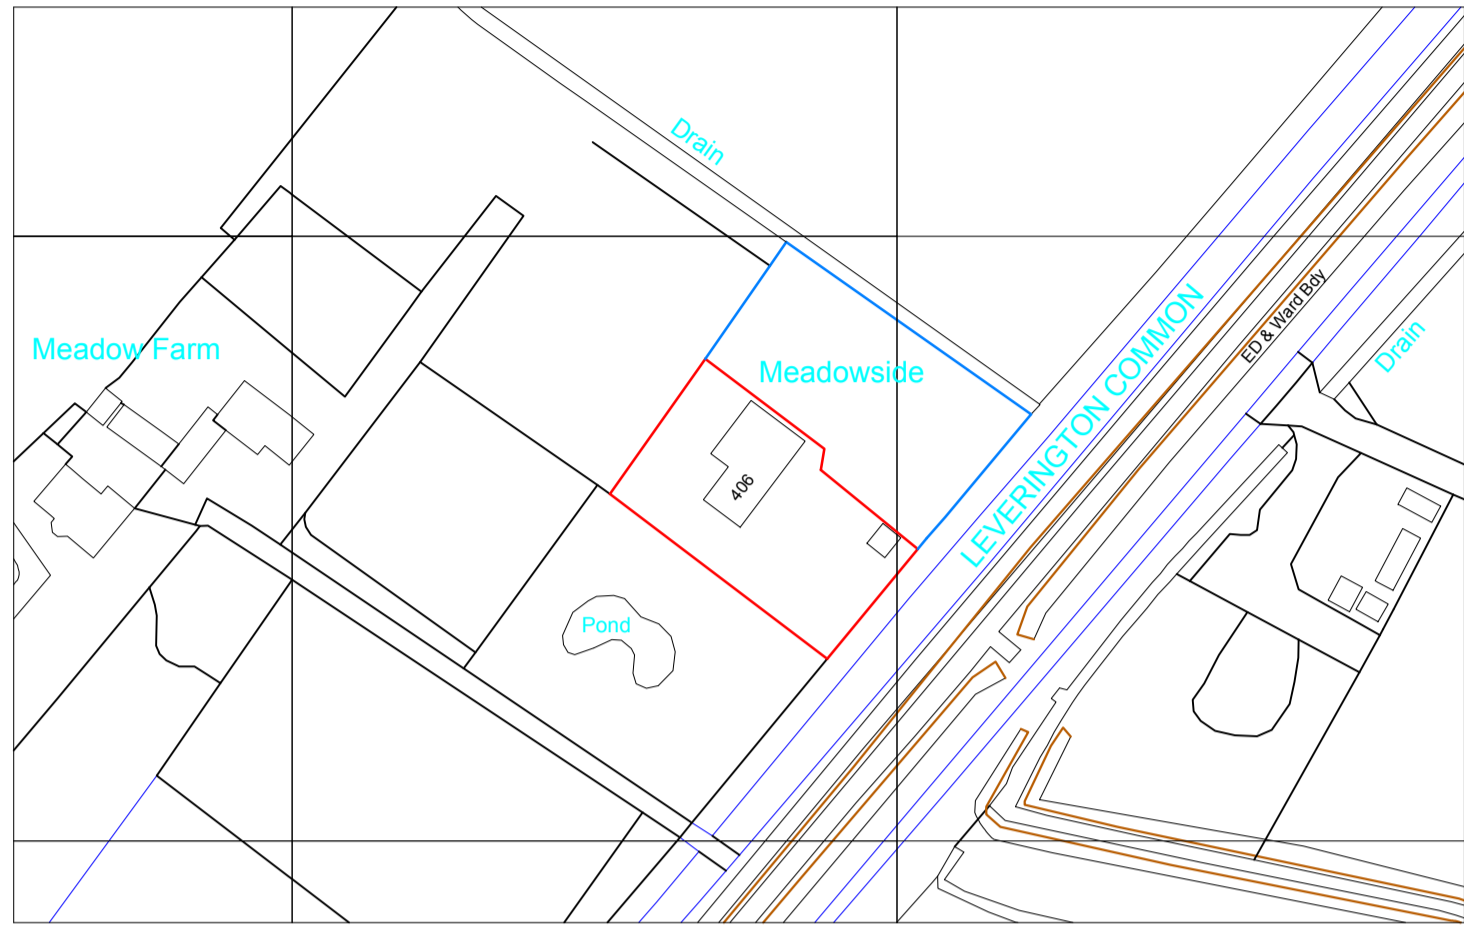 Drain
Meadow Farm
Meadowside
LEVERINGTON COMMON
ED & Ward Bdy
Drain
406
Pond